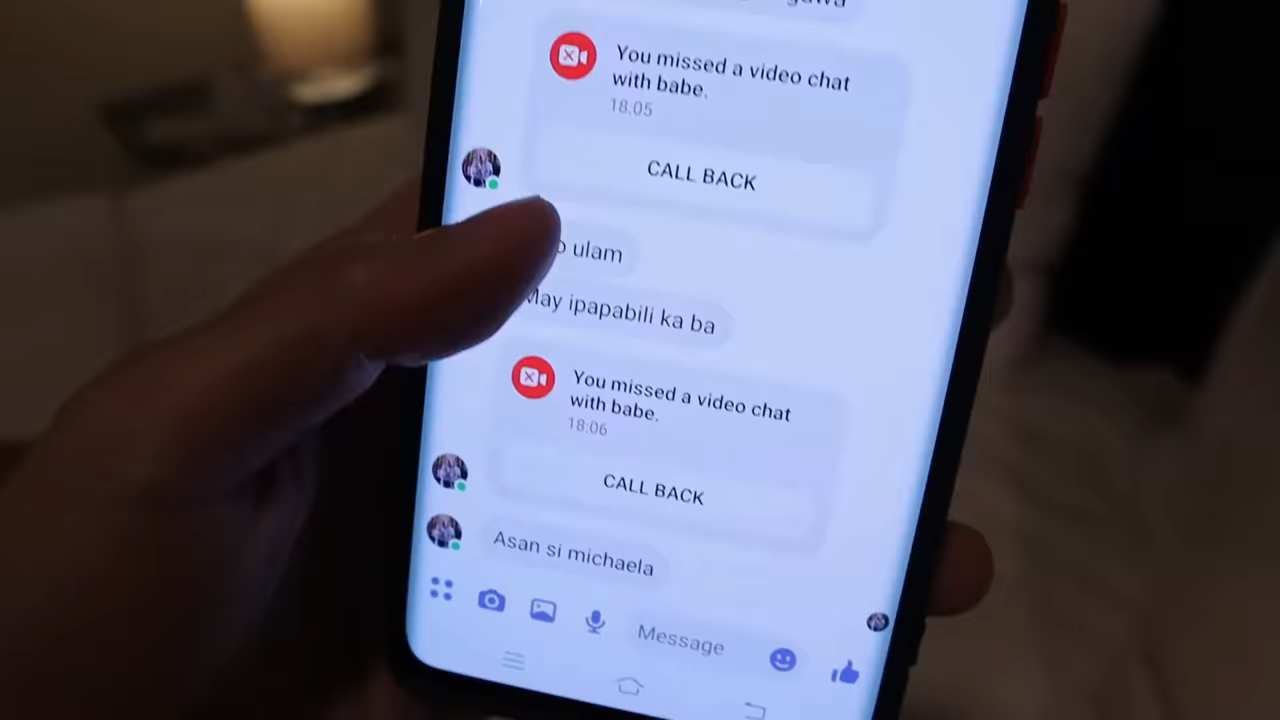 You missed a video chat
with babe.
18.05
CALL BACK
ulam
May ipapabili ka ba
You missed a video chat
with babe.
18:06
CALL BACK
Asan si michaela
Message